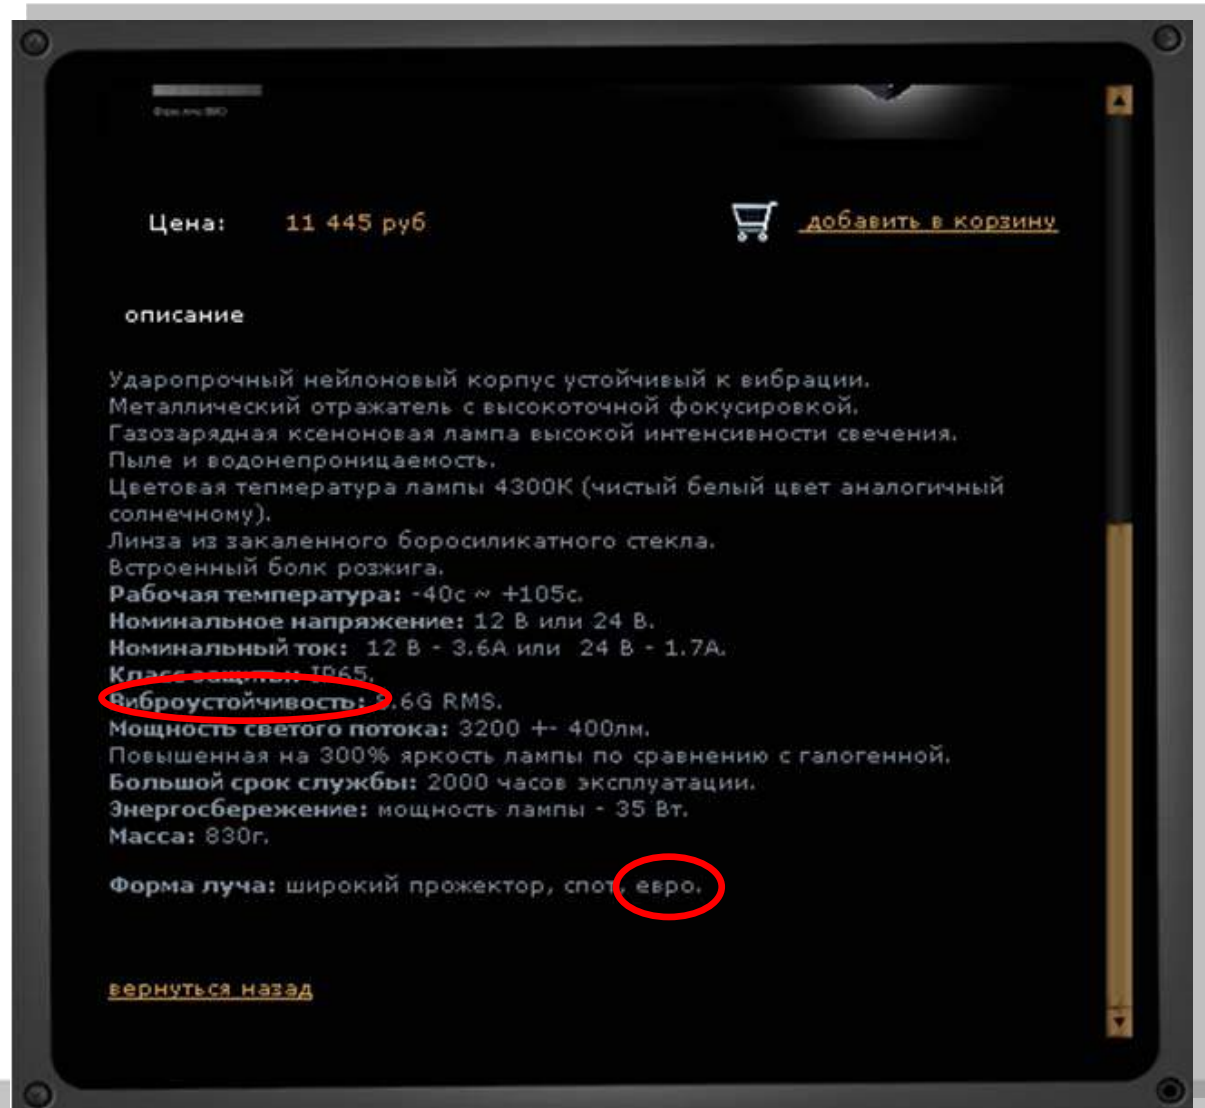 Цена:
11 445 руб
добавить в корзину
описание
Ударопрочный нейлоновый корпус устойчивый к вибрации.
Металлический отражатель с высокоточной фокусировкой.
Газозарядная ксеноновая лампа высокой интенсивности свечения.
Пыле и водонепроницаемость.
Цветовая тепмература лампы 4300К (чистый белый цвет аналогичный
солнечному).
Линза из закаленного боросиликатного стекла.
Встроенный болк розжига.
Рабочая температура: -40с ~ +105с.
Номинальное напряжение: 12 В или 24 В.
Номинальный ток: 12 В - 3.6А или 24 В - 1.7А.
Класс защиты: IP65.
Виброустойчивость: .6G RMS.
Мощность светого потока: 3200 +- 400лм.
Повышенная на 300% яркость лампы по сравнению с галогенной.
Большой срок службы: 2000 часов эксплуатации.
Энергосбережение: мощность лампы - 35 Вт.
Масса: 830г.
Форма луча: широкий прожектор, спот, евро.
вернуться назад